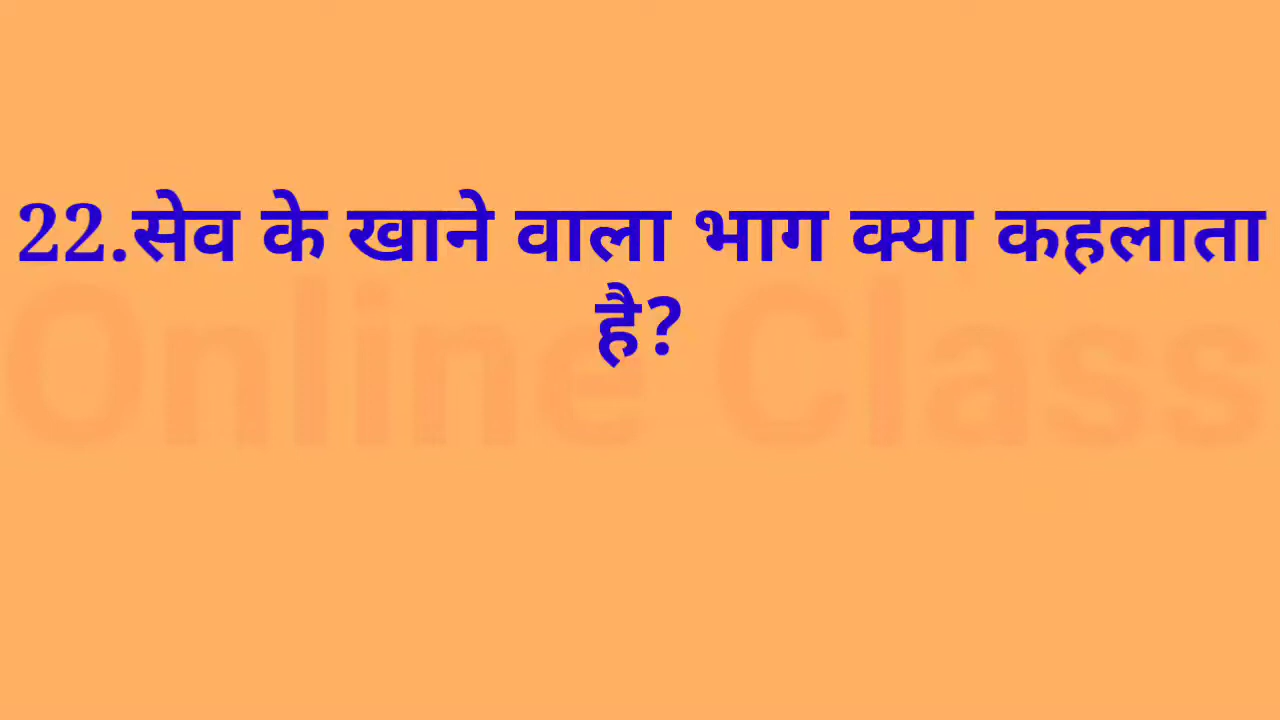 22.सेव के खाने वाला भाग क्या कहलाता
है?
Online Class